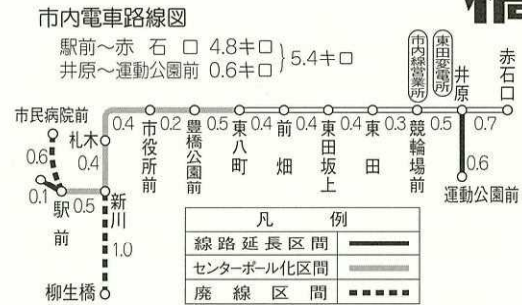 市内電車路線図
駅前〜赤石口 4.8キロ
井原〜運動公園前 0.6キロ
5.4キロ
市内線営業所
東田変電所
赤石口
井原
市民病院前
札木
0.4
市役所前
0.2
豊橋公園前
0.5
東八町
0.4
前畑
0.4
東田坂上
0.4
東田
0.3
競輪場前
0.5
0.7
0.6
0.4
0.6
運動公園前
0.1
駅前
0.5
新川
1.0
柳生橋
凡例
線路延長区間
センターポール化区間
廃線区間